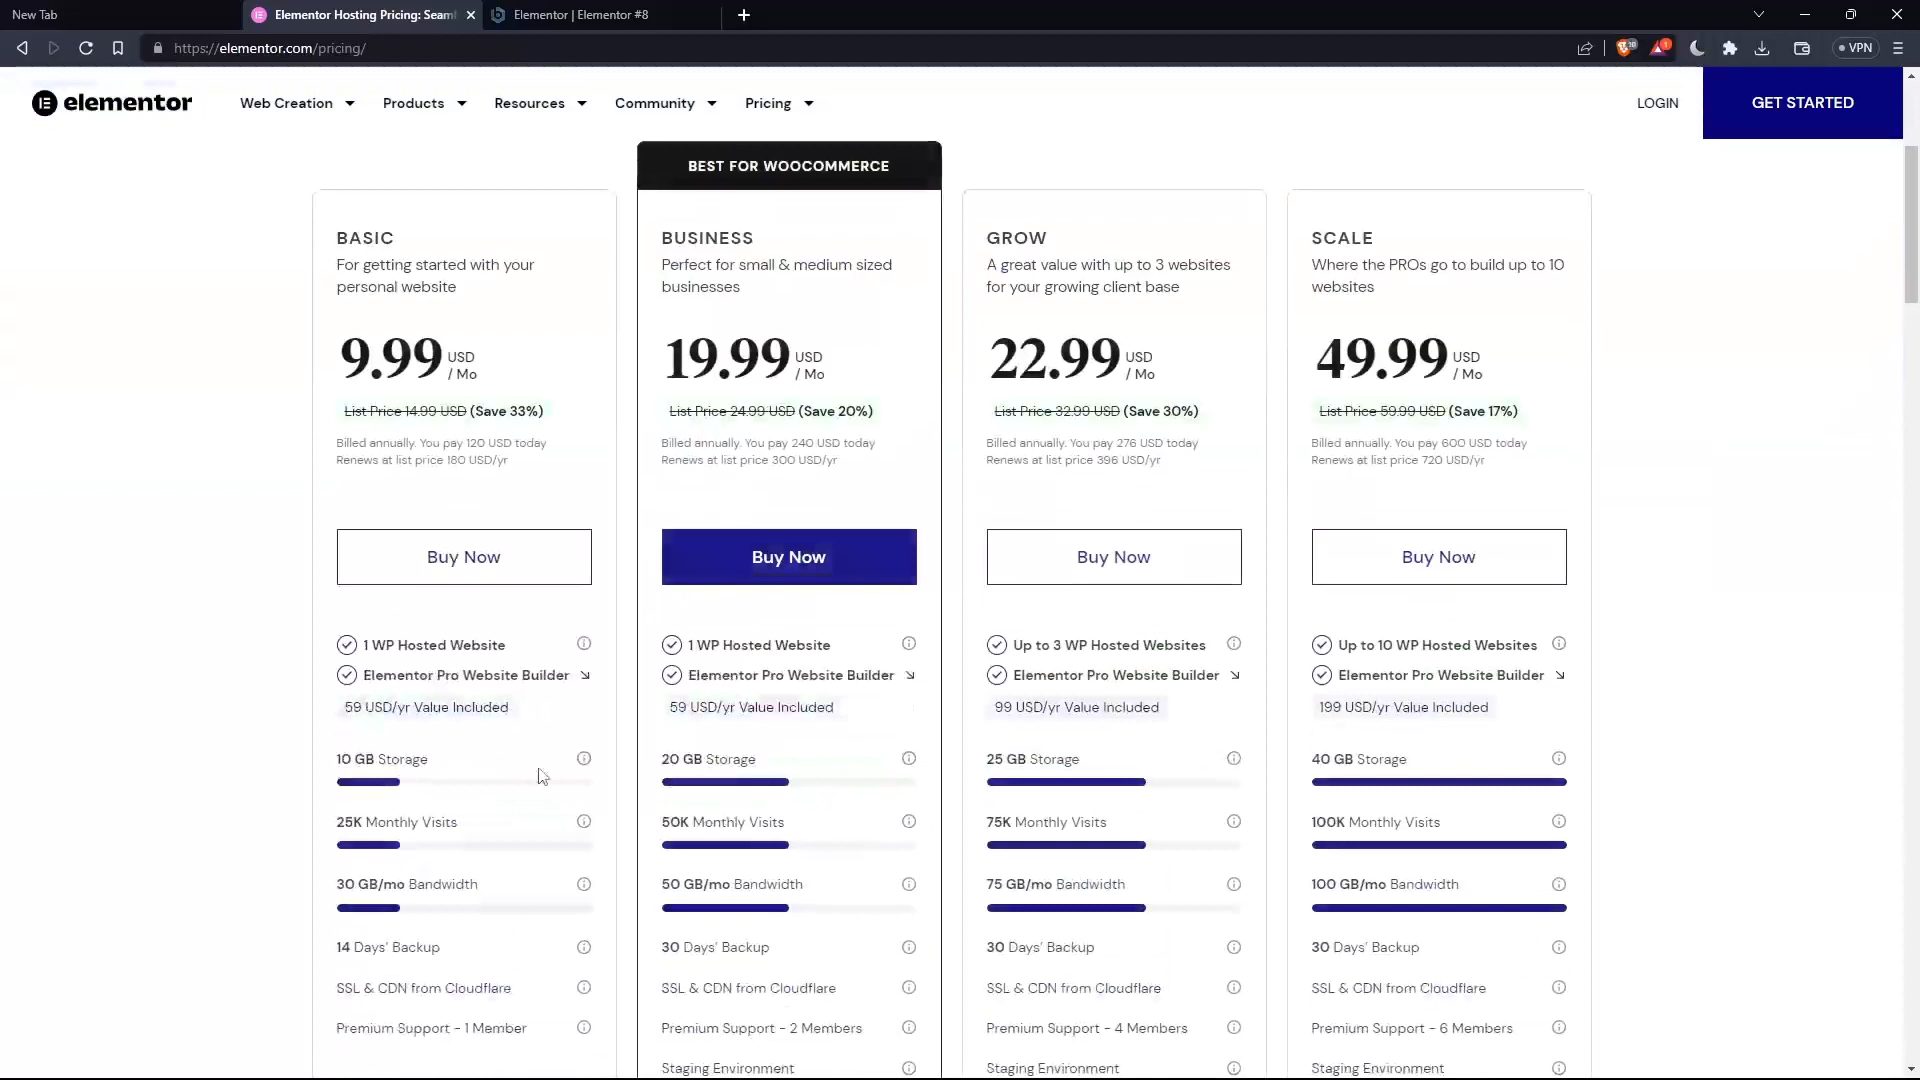 New Tab
Elementor Hosting Pricing: Seam
Elementor | Elementor #8
https://elementor.com/pricing/
18
1
VPN
elementor
Web Creation
Products
Resources
Community
Pricing
LOGIN
GET STARTED
BEST FOR WOOCOMMERCE
BASIC
For getting started with your
personal website
9.99 USD
/ Mo
List Price 14.99 USD (Save 33%)
Billed annually. You pay 120 USD today
Renews at list price 180 USD/yr
Buy Now
1 WP Hosted Website
Elementor Pro Website Builder
59 USD/yr Value Included
10 GB Storage
25K Monthly Visits
30 GB/mo Bandwidth
14 Days' Backup
SSL & CDN from Cloudflare
Premium Support - 1 Member
BUSINESS
Perfect for small & medium sized
businesses
19.99 USD
/ Mo
List Price 24.99 USD (Save 20%)
Billed annually. You pay 240 USD today
Renews at list price 300 USD/yr
Buy Now
1 WP Hosted Website
Elementor Pro Website Builder
59 USD/yr Value Included
20 GB Storage
50K Monthly Visits
50 GB/mo Bandwidth
30 Days' Backup
SSL & CDN from Cloudflare
Premium Support - 2 Members
Staging Environment
GROW
A great value with up to 3 websites
for your growing client base
22.99 USD
/ Mo
List Price 32.99 USD (Save 30%)
Billed annually. You pay 276 USD today
Renews at list price 396 USD/yr
Buy Now
Up to 3 WP Hosted Websites
Elementor Pro Website Builder
99 USD/yr Value Included
25 GB Storage
75K Monthly Visits
75 GB/mo Bandwidth
30 Days' Backup
SSL & CDN from Cloudflare
Premium Support - 4 Members
Staging Environment
SCALE
Where the PROs go to build up to 10
websites
49.99 USD
/ Mo
List Price 59.99 USD (Save 17%)
Billed annually. You pay 600 USD today
Renews at list price 720 USD/yr
Buy Now
Up to 10 WP Hosted Websites
Elementor Pro Website Builder
199 USD/yr Value Included
40 GB Storage
100K Monthly Visits
100 GB/mo Bandwidth
30 Days' Backup
SSL & CDN from Cloudflare
Premium Support - 6 Members
Staging Environment